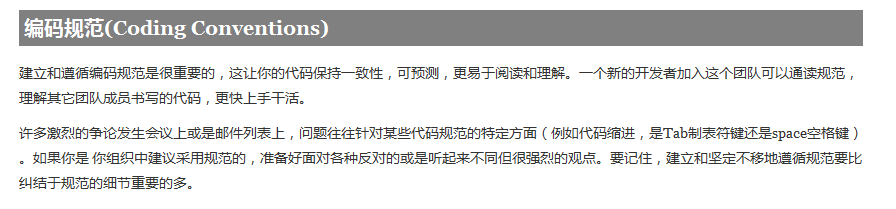 编码规范(Coding Conventions)
建立和遵循编码规范是很重要的，这让你的代码保持一致性，可预测，更易于阅读和理解。一个新的开发者加入这个团队可以通读规范，
理解其它团队成员书写的代码，更快上手干活。
许多激烈的争论发生会议上或是邮件列表上，问题往往针对某些代码规范的特定方面（例如代码缩进，是Tab制表符键还是space空格键）
。如果你是 你组织中建议采用规范的，准备好面对各种反对的或是听起来不同但很强烈的观点。要记住，建立和坚定不移地遵循规范要比
纠结于规范的细节重要的多。